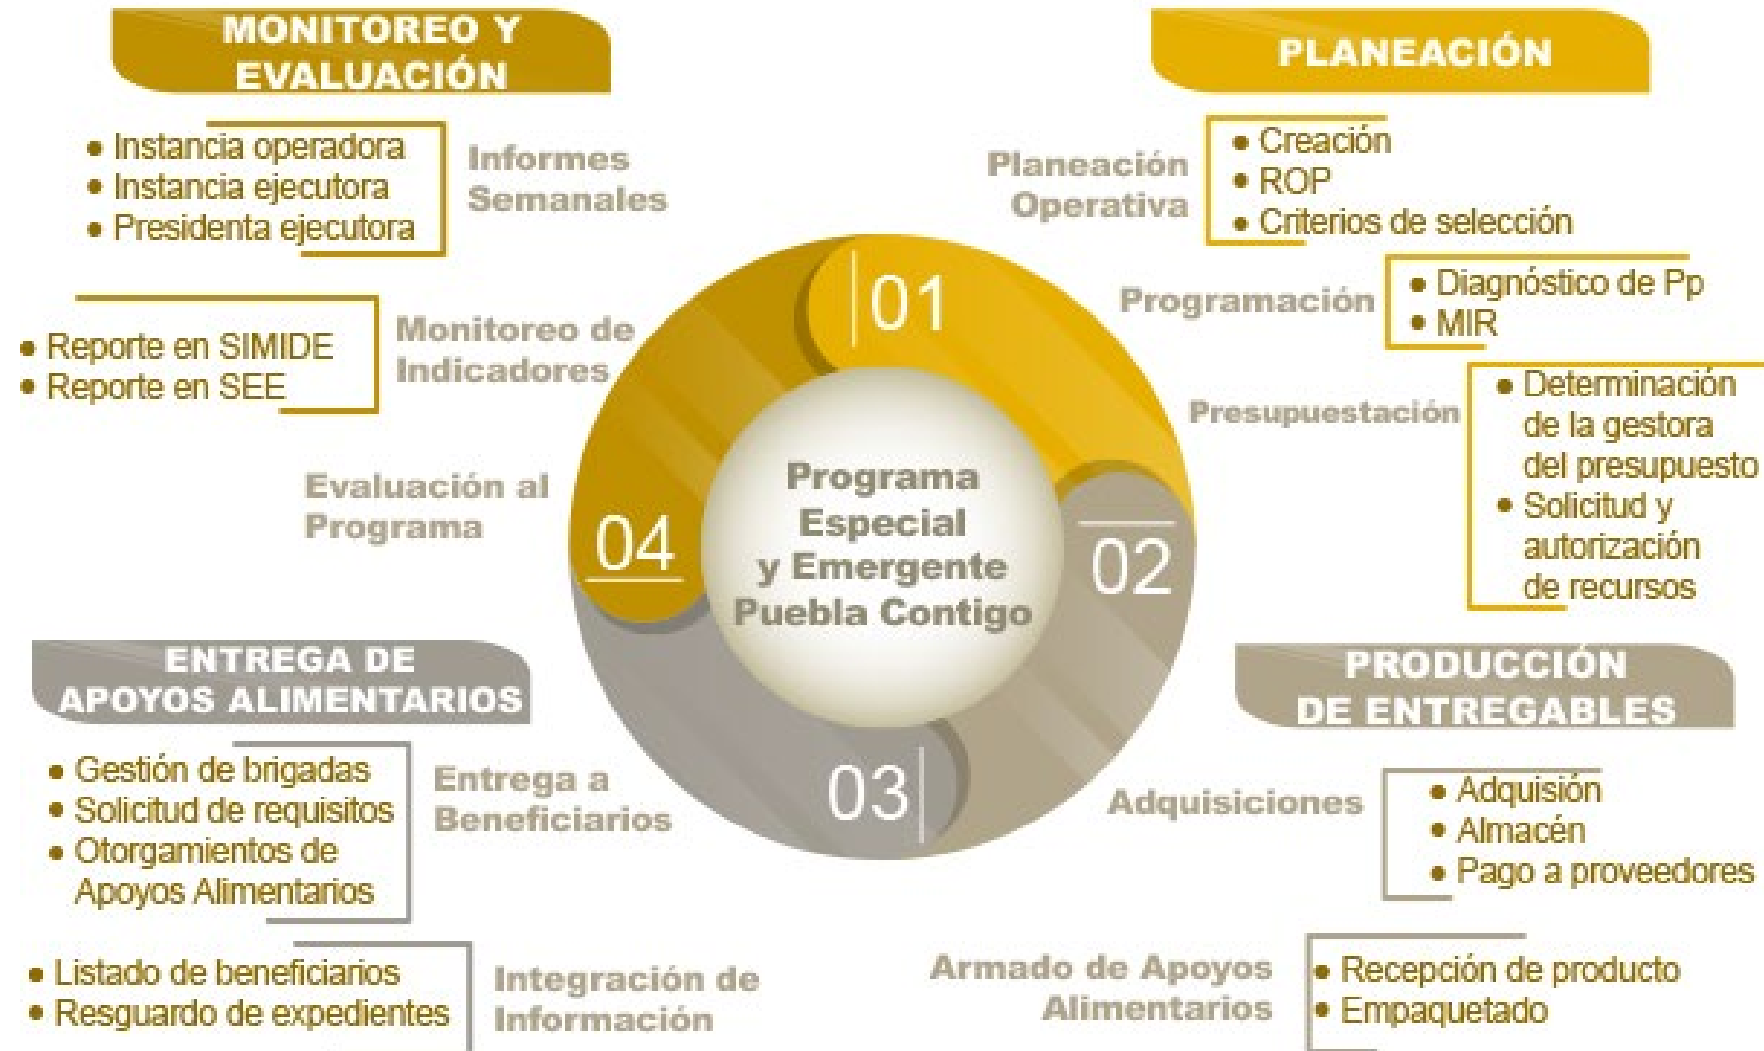 MONITOREO Y
EVALUACIÓN
• Instancia operadora
• Instancia ejecutora
• Presidenta ejecutora
Informes
Semanales
• Reporte en SIMIDE
• Reporte en SEE
Monitoreo de
Indicadores
Evaluación al
Programa
PLANEACIÓN
Planeación
Operativa
• Creación
• ROP
• Criterios de selección
Programación
• Diagnóstico de Pp
• MIR
Presupuestación
• Determinación
de la gestora
del presupuesto
• Solicitud y
autorización
de recursos
01
02
03
04
Programa
Especial
y Emergente
Puebla Contigo
ENTREGA DE
APOYOS ALIMENTARIOS
• Gestión de brigadas
• Solicitud de requisitos
• Otorgamientos de
Apoyos Alimentarios
Entrega a
Beneficiarios
• Listado de beneficiarios
• Resguardo de expedientes
Integración de
Información
PRODUCCIÓN
DE ENTREGABLES
Adquisiciones
• Adquisión
• Almacén
• Pago a proveedores
Armado de Apoyos
Alimentarios
• Recepción de producto
• Empaquetado